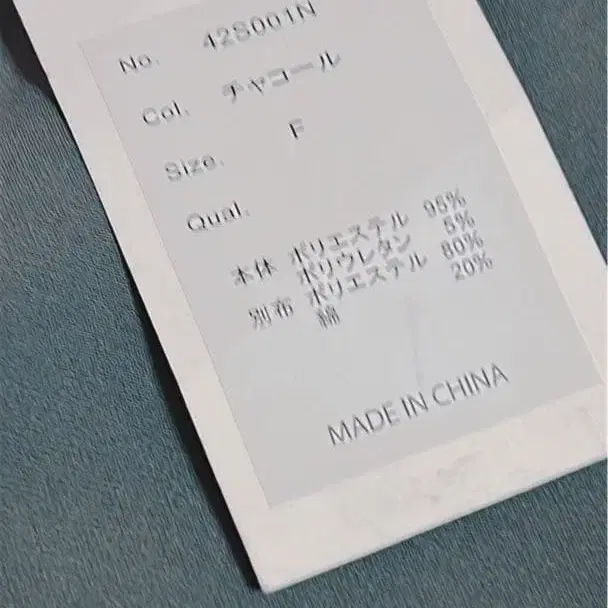 No. 428001N
Col. チャコール
Size. F
Qual.
本体 ポリエステル 95%
ポリウレタン 5%
別布 ポリエステル 80%
綿 20%
MADE IN CHINA